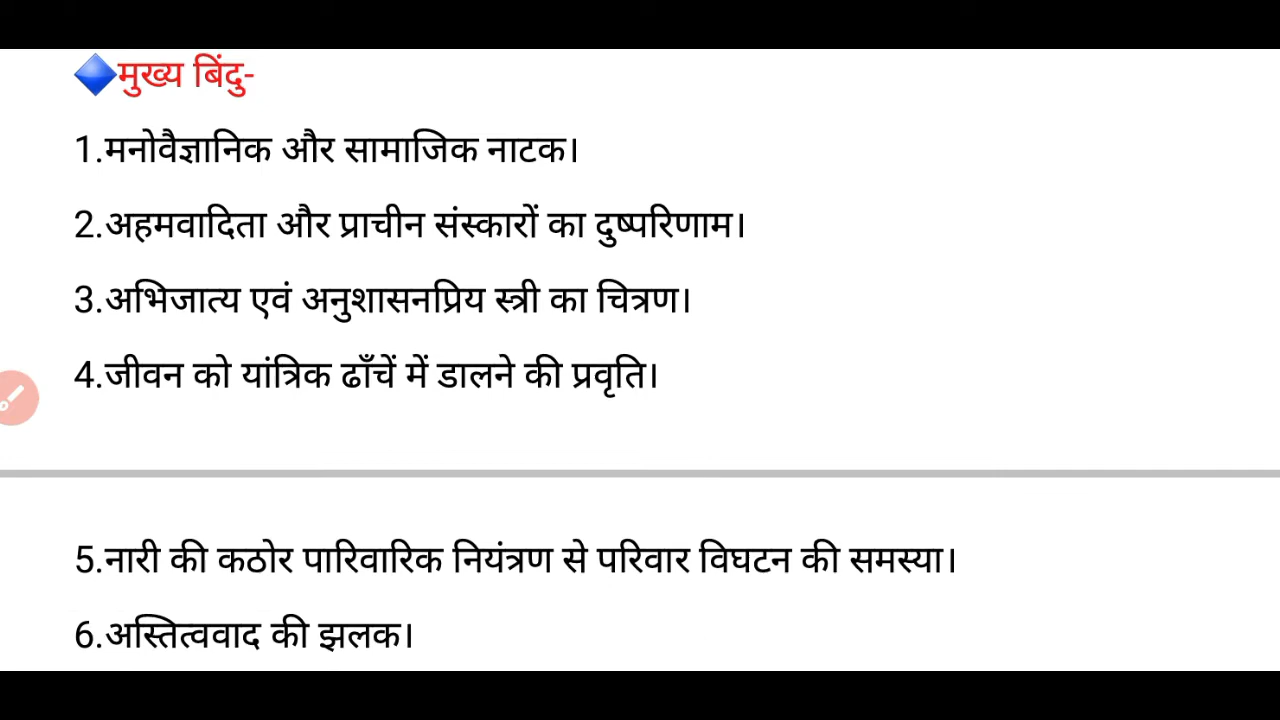 मुख्य बिंदु-
1.मनोवैज्ञानिक और सामाजिक नाटक।
2.अहमवादिता और प्राचीन संस्कारों का दुष्परिणाम।
3.अभिजात्य एवं अनुशासनप्रिय स्त्री का चित्रण।
4.जीवन को यांत्रिक ढाँचें में डालने की प्रवृति।
5.नारी की कठोर पारिवारिक नियंत्रण से परिवार विघटन की समस्या।
6.अस्तित्ववाद की झलक।